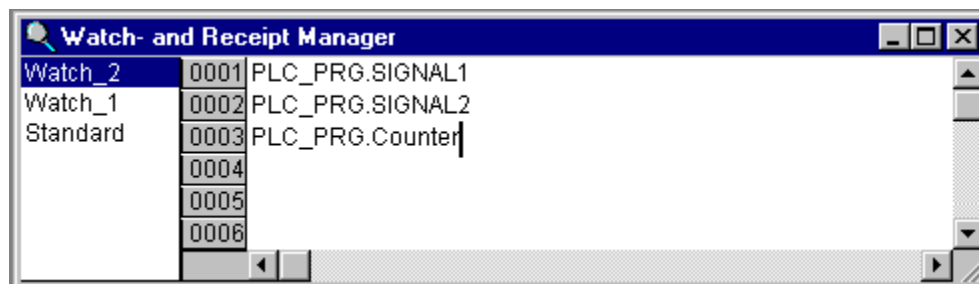 Watch- and Receipt Manager
Watch_2
Watch_1
Standard
0001 PLC_PRG.SIGNAL1
0002 PLC_PRG.SIGNAL2
0003 PLC_PRG.Counter
0004
0005
0006